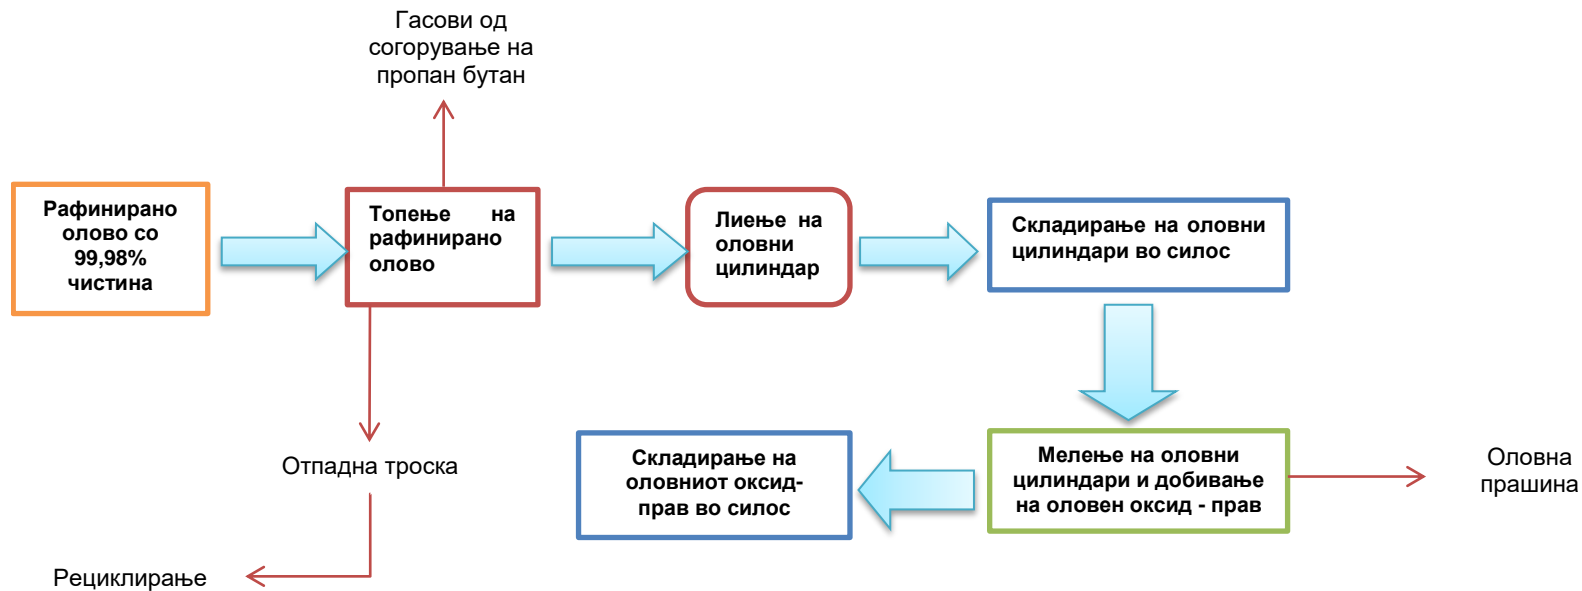 Гасови од
согорување на
пропан бутан
Рафинирано
олово со
99,98%
чистина
Топење на
рафинирано
олово
Лиење на
оловни
цилиндар
Складирање на оловни
цилиндари во силос
Отпадна троска
Складирање на
оловниот оксид-
прав во силос
Мелење на оловни
цилиндари и добивање
на оловен оксид - прав
Оловна
прашина
Рециклирање